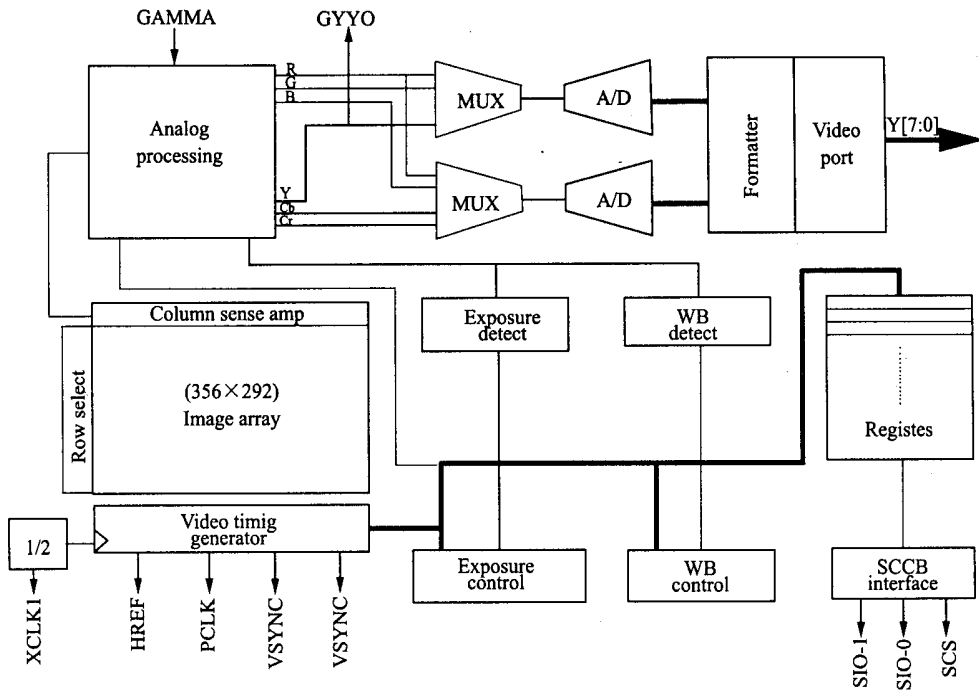 GAMMA
GYYO
R
G
B
Analog
processing
Y
Cb
Cr
MUX
A/D
MUX
A/D
Formatter
Video
port
Y[7:0]
Column sense amp
Row select
(356×292)
Image array
Exposure
detect
WB
detect
Registes
1/2
Video timig
generator
Exposure
control
WB
control
SCCB
interface
XCLK1
HREF
PCLK
VSYNC
VSYNC
SIO-1
SIO-0
SCS